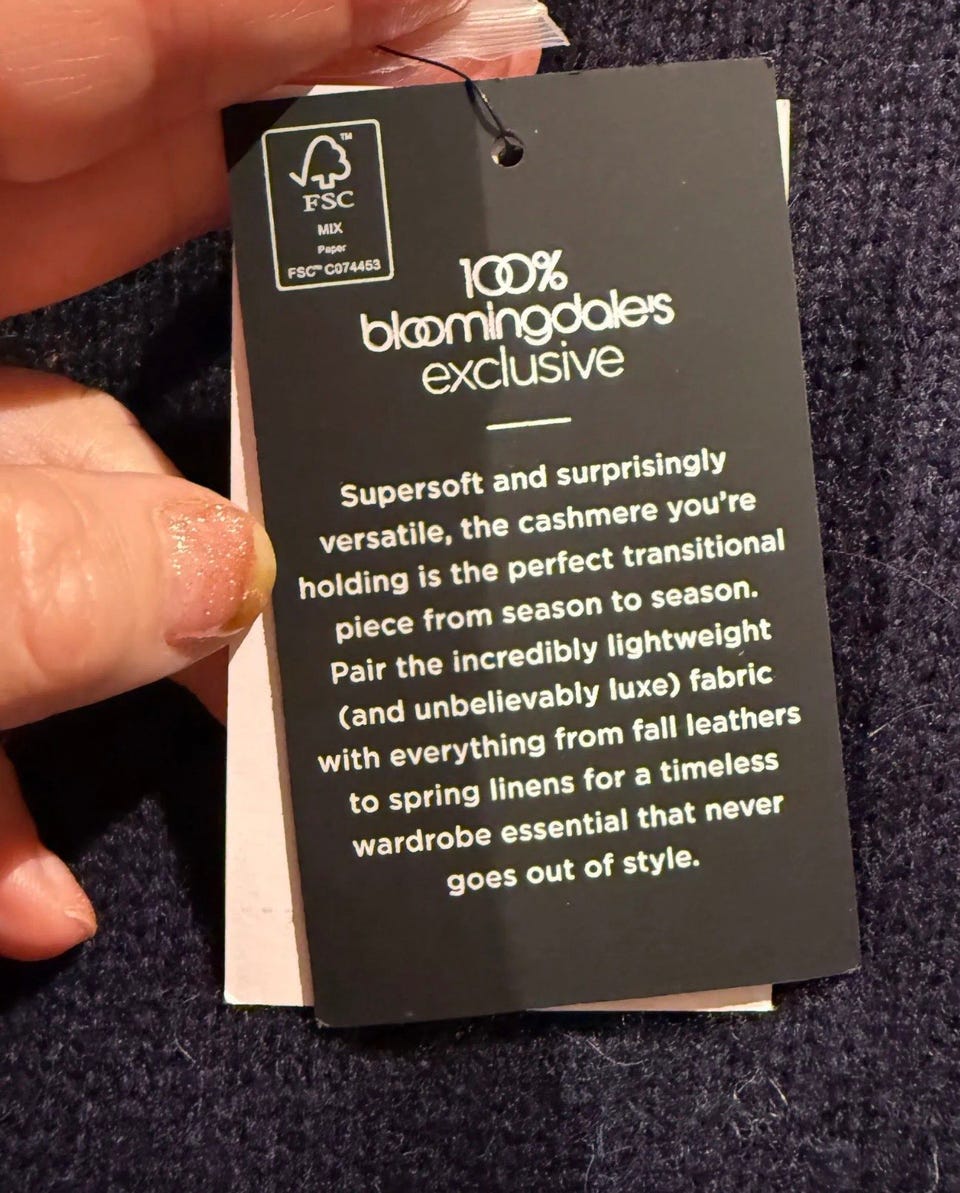 FSC™
MIX
Paper
FSC™ C074453
100%
bloomingdale's
exclusive
Supersoft and surprisingly
versatile, the cashmere you're
holding is the perfect transitional
piece from season to season.
Pair the incredibly lightweight
(and unbelievably luxe) fabric
with everything from fall leathers
to spring linens for a timeless
wardrobe essential that never
goes out of style.